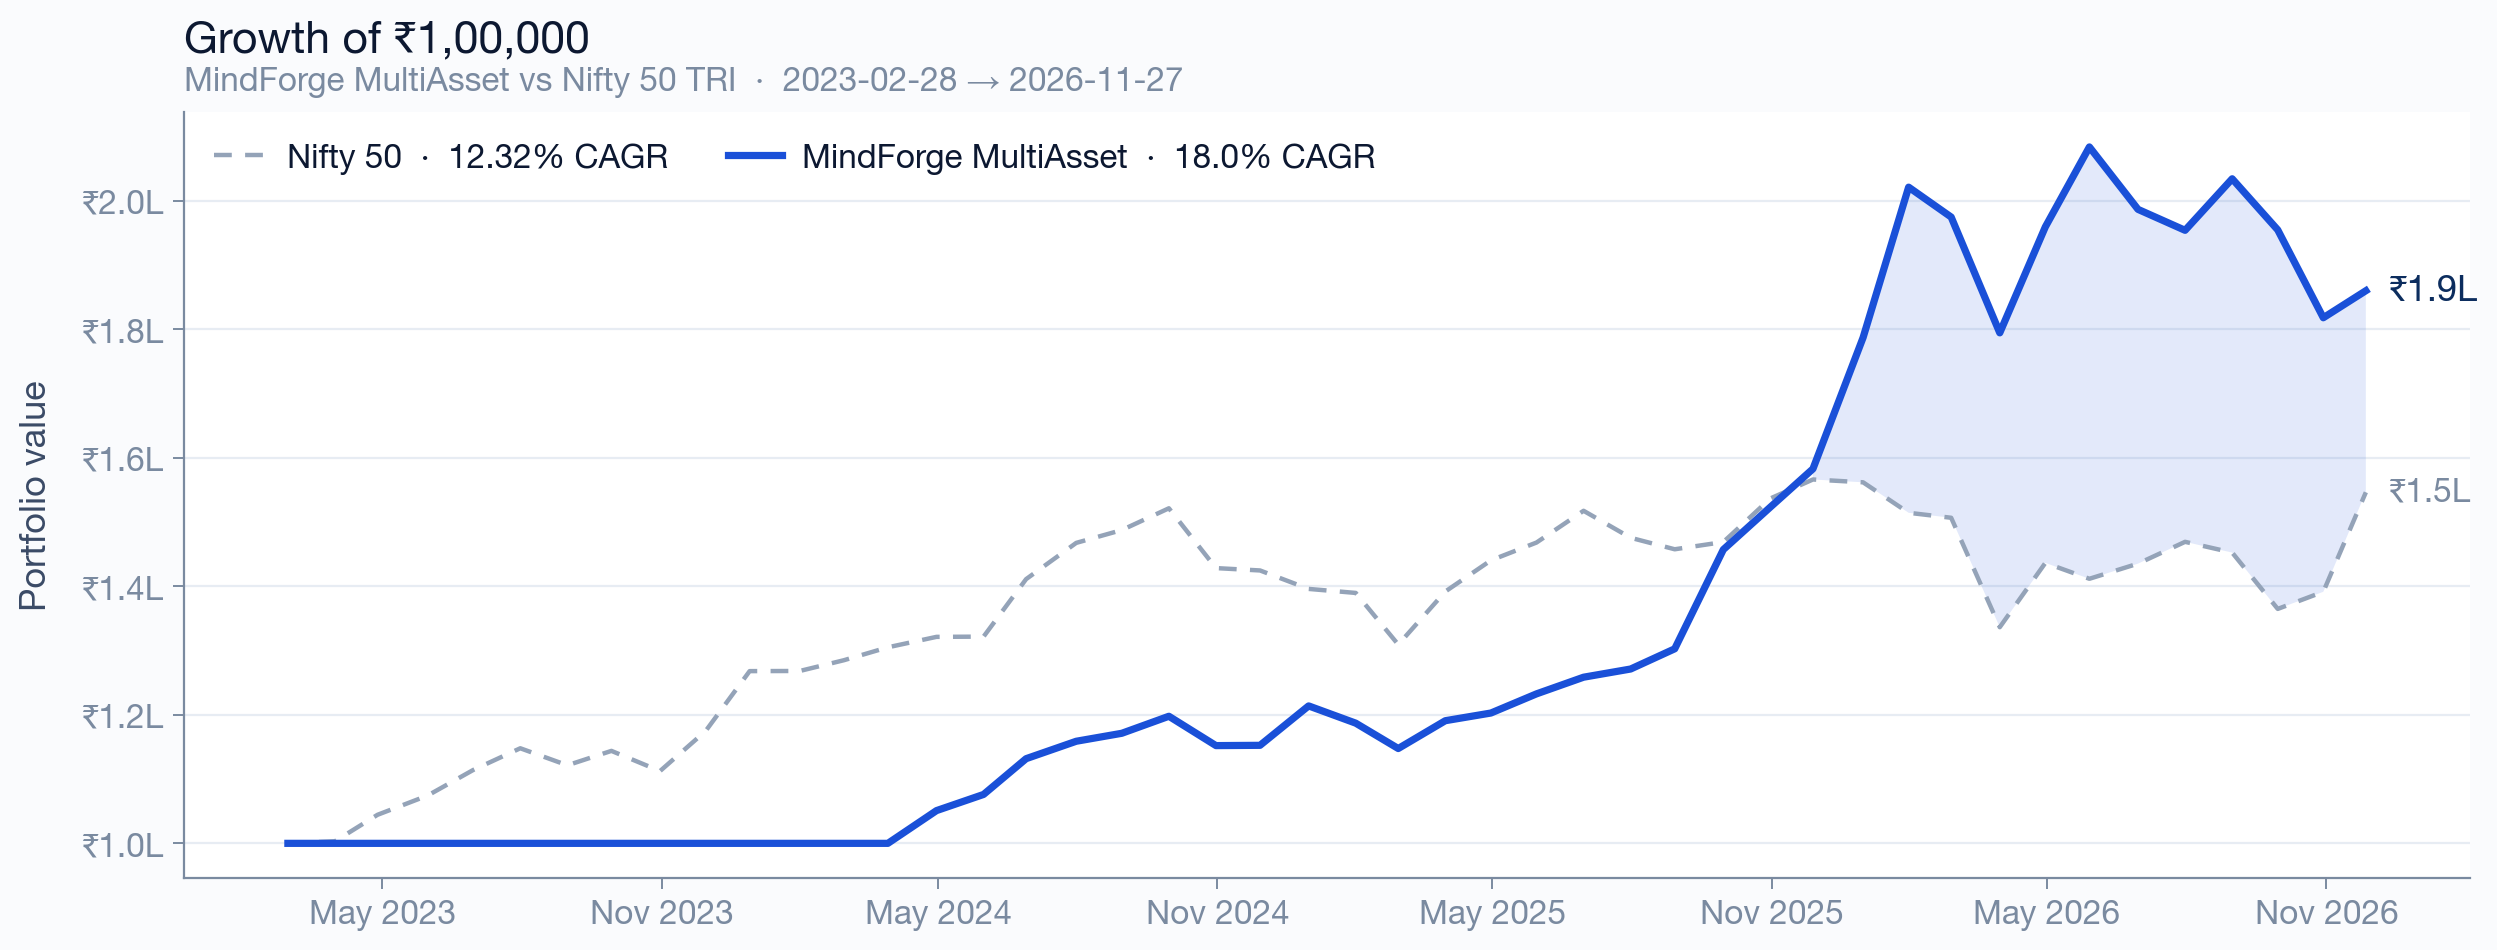 Growth of ₹1,00,000
MindForge MultiAsset vs Nifty 50 TRI · 2023-02-28 → 2026-11-27
Nifty 50 · 12.32% CAGR
MindForge MultiAsset · 18.0% CAGR
Portfolio value
₹2.0L
₹1.8L
₹1.6L
₹1.4L
₹1.2L
₹1.0L
₹1.9L
₹1.5L
May 2023
Nov 2023
May 2024
Nov 2024
May 2025
Nov 2025
May 2026
Nov 2026